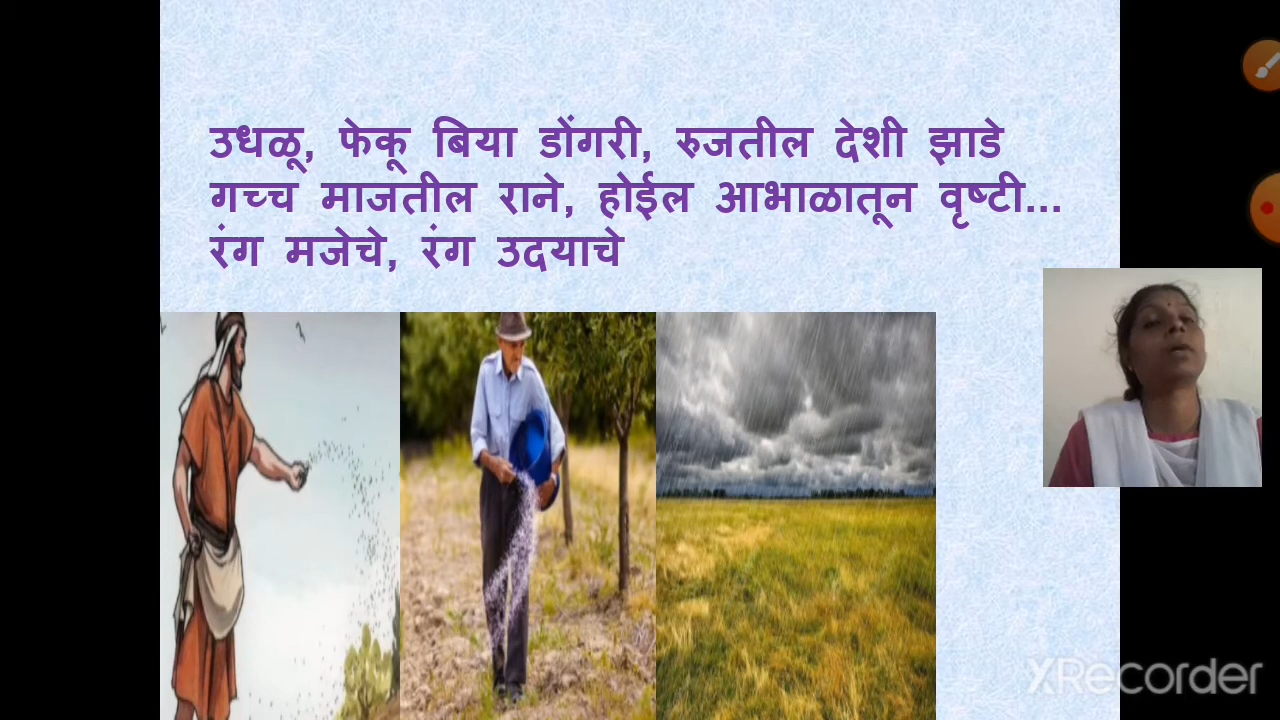 उधळू, फेकू बिया डोंगरी, रुजतील देशी झाडे
गच्च माजतील राने, होईल आभाळातून वृष्टी...
रंग मजेचे, रंग उदयाचे
XRecorder